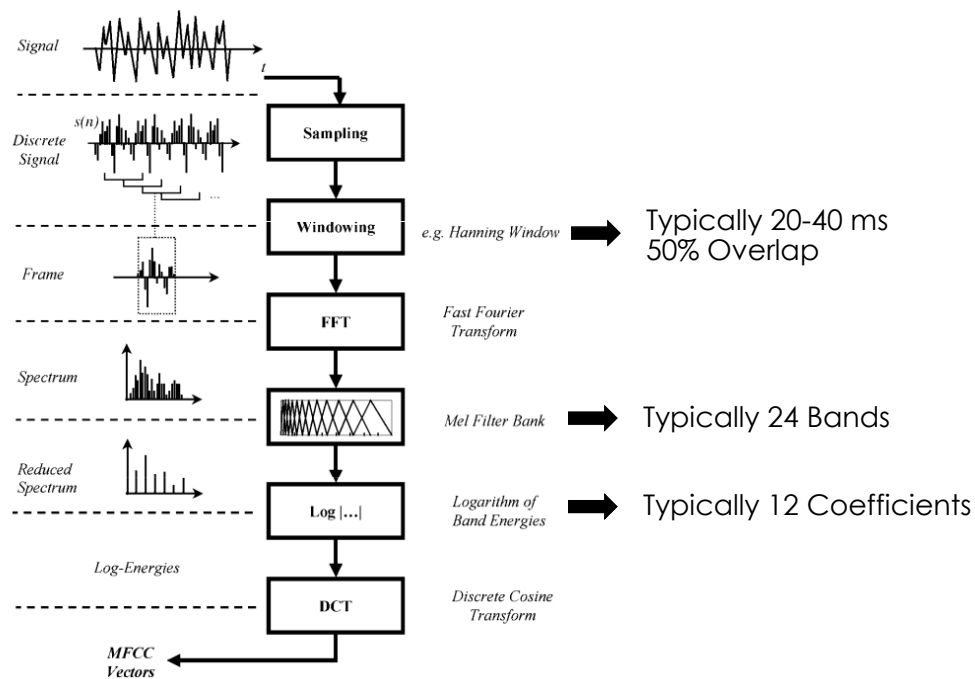 Signal
t
s(n)
Sampling
Discrete
Signal
...
Windowing
e.g. Hanning Window
Typically 20-40 ms
50% Overlap
Frame
FFT
Fast Fourier
Transform
Spectrum
Mel Filter Bank
Typically 24 Bands
Reduced
Spectrum
Log |...|
Logarithm of
Band Energies
Typically 12 Coefficients
Log-Energies
DCT
Discrete Cosine
Transform
MFCC
Vectors